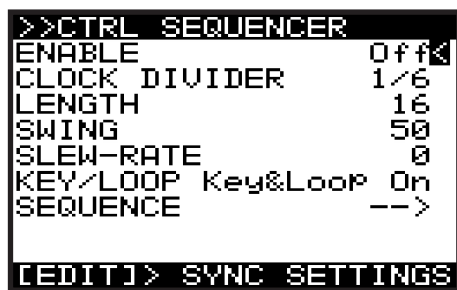 >>CTRL SEQUENCER
ENABLE Off<
CLOCK DIVIDER 1/6
LENGTH 16
SWING 50
SLEW-RATE 0
KEY/LOOP Key&Loop On
SEQUENCE -->
[EDIT]> SYNC SETTINGS